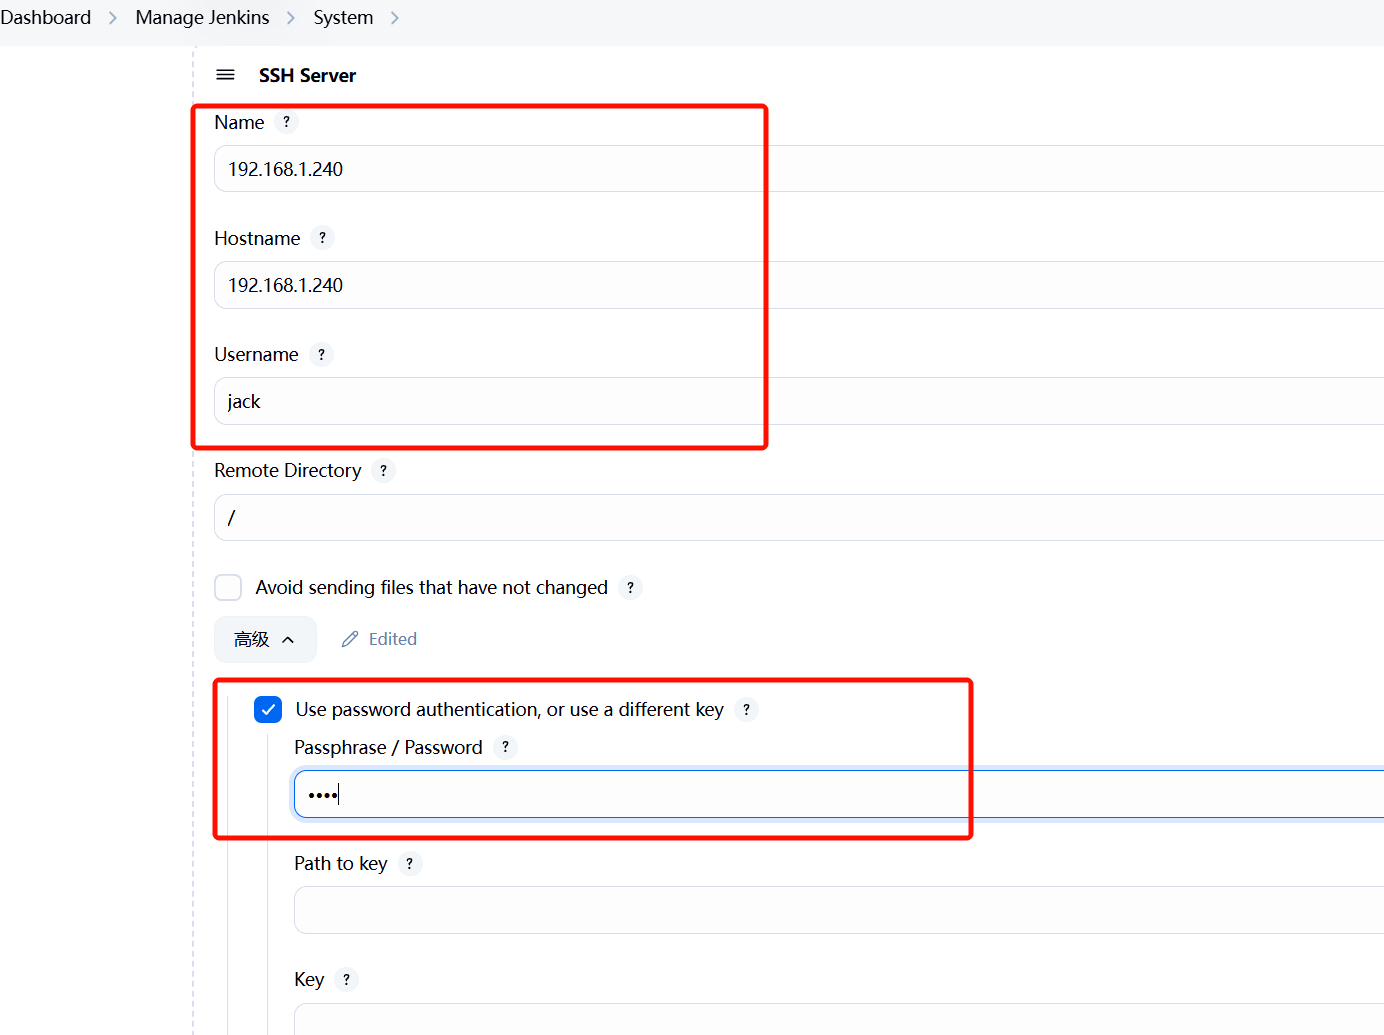 Dashboard > Manage Jenkins > System >
SSH Server
Name ?
192.168.1.240
Hostname ?
192.168.1.240
Username ?
jack
Remote Directory ?
/
Avoid sending files that have not changed ?
高级 Edited
Use password authentication, or use a different key ?
Passphrase / Password ?
••••
Path to key ?
Key ?